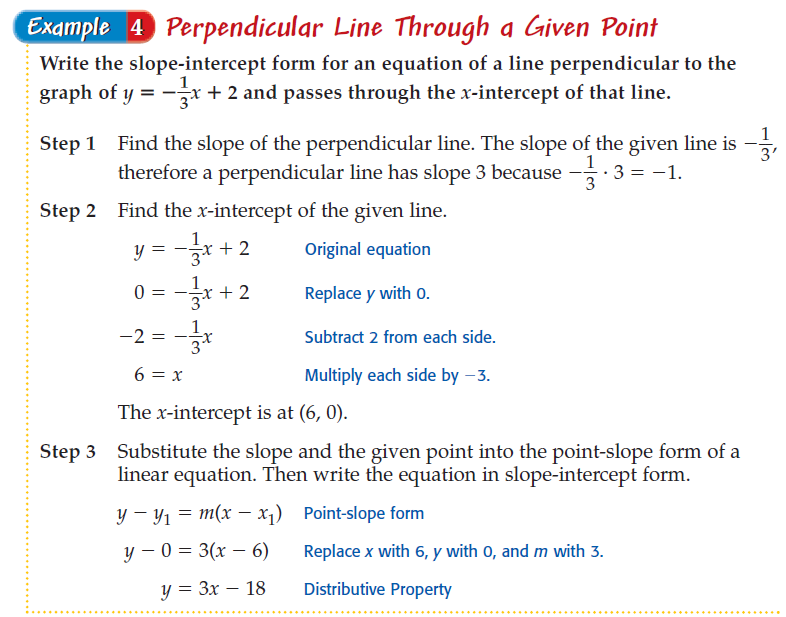 Example 4 Perpendicular Line Through a Given Point
Write the slope-intercept form for an equation of a line perpendicular to the
graph of y = −1/3x + 2 and passes through the x-intercept of that line.
Step 1 Find the slope of the perpendicular line. The slope of the given line is −1/3,
therefore a perpendicular line has slope 3 because −1/3 · 3 = −1.
Step 2 Find the x-intercept of the given line.
y = −1/3x + 2 Original equation
0 = −1/3x + 2 Replace y with 0.
−2 = −1/3x Subtract 2 from each side.
6 = x Multiply each side by −3.
The x-intercept is at (6, 0).
Step 3 Substitute the slope and the given point into the point-slope form of a
linear equation. Then write the equation in slope-intercept form.
y − y₁ = m(x − x₁) Point-slope form
y − 0 = 3(x − 6) Replace x with 6, y with 0, and m with 3.
y = 3x − 18 Distributive Property